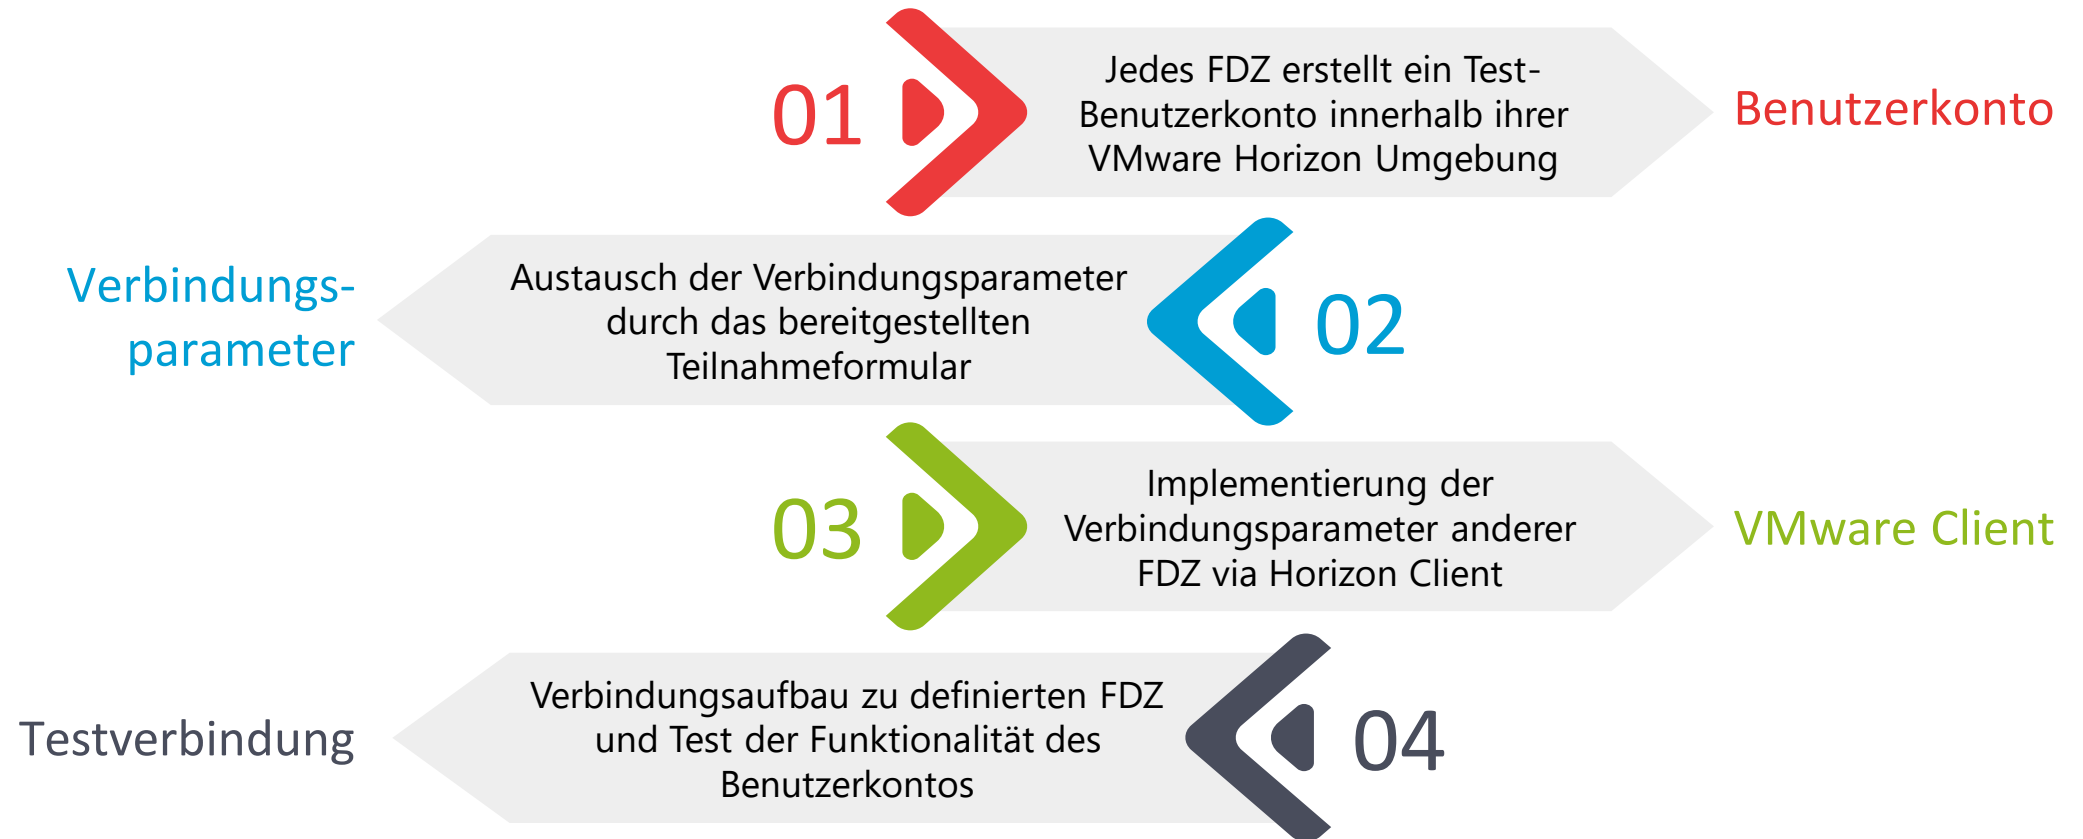 01
Jedes FDZ erstellt ein Test-
Benutzerkonto innerhalb ihrer
VMware Horizon Umgebung
Benutzerkonto
Verbindungs-
parameter
Austausch der Verbindungsparameter
durch das bereitgestellten
Teilnahmeformular
02
03
Implementierung der
Verbindungsparameter anderer
FDZ via Horizon Client
VMware Client
Testverbindung
Verbindungsaufbau zu definierten FDZ
und Test der Funktionalität des
Benutzerkontos
04